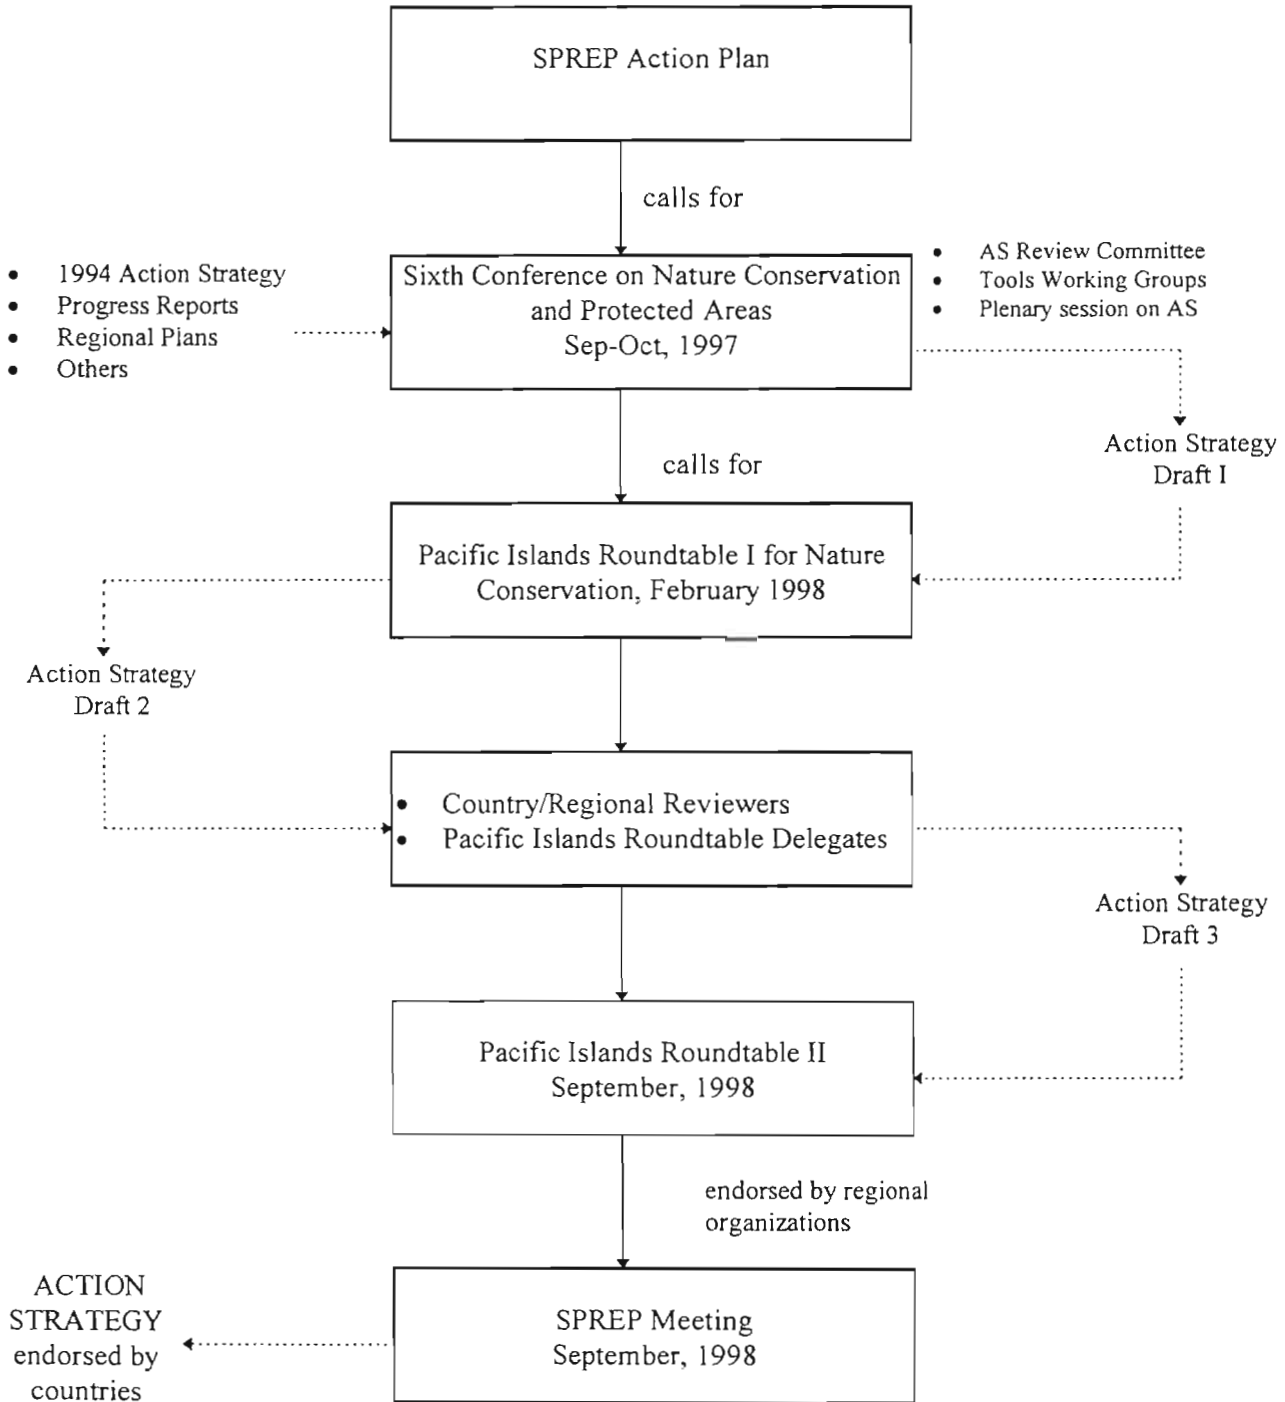 SPREP Action Plan
calls for
• 1994 Action Strategy
• Progress Reports
• Regional Plans
• Others
Sixth Conference on Nature Conservation
and Protected Areas
Sep-Oct, 1997
• AS Review Committee
• Tools Working Groups
• Plenary session on AS
Action Strategy
Draft I
calls for
Pacific Islands Roundtable I for Nature
Conservation, February 1998
Action Strategy
Draft 2
• Country/Regional Reviewers
• Pacific Islands Roundtable Delegates
Action Strategy
Draft 3
Pacific Islands Roundtable II
September, 1998
endorsed by regional
organizations
SPREP Meeting
September, 1998
ACTION
STRATEGY
endorsed by
countries